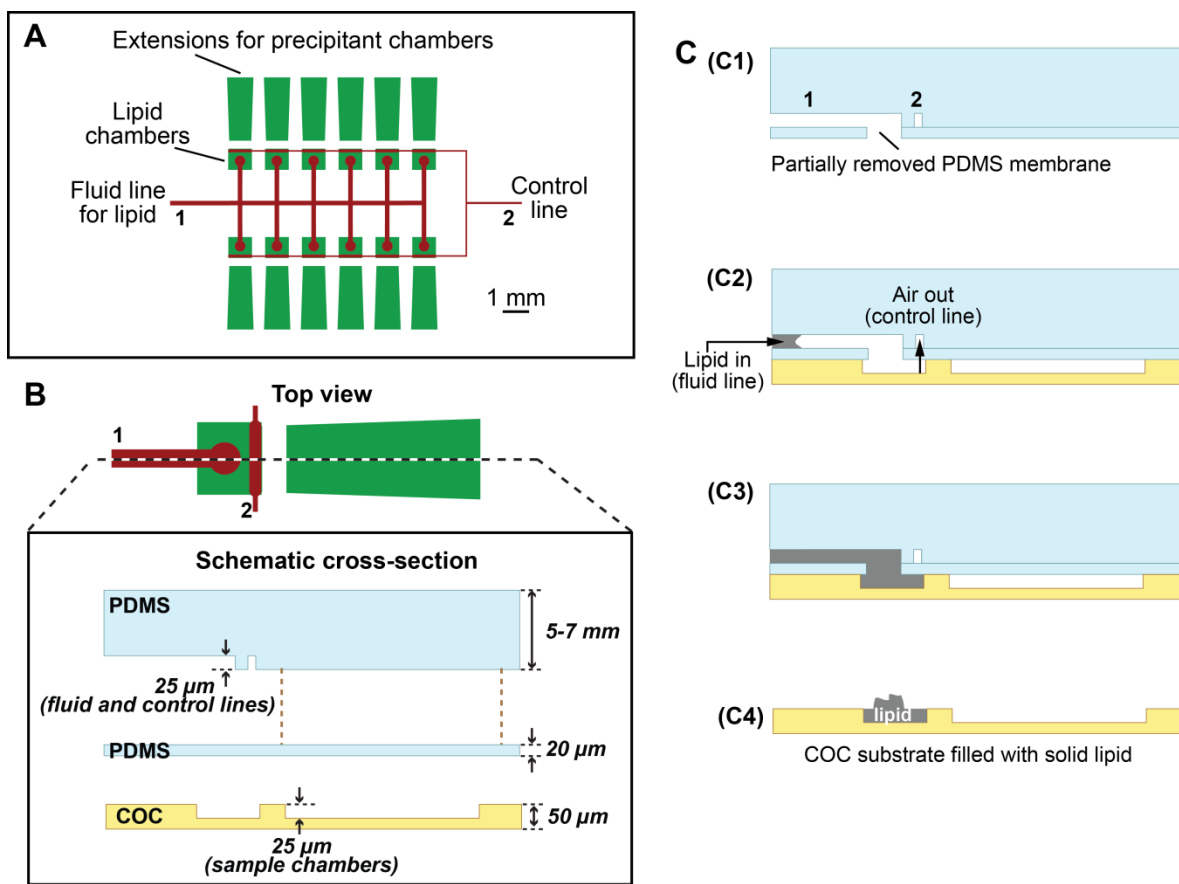 A
Extensions for precipitant chambers
Lipid
chambers
Fluid line
for lipid
1
Control
line
2
1 mm
B
Top view
1
2
Schematic cross-section
PDMS
5-7 mm
25 µm
(fluid and control lines)
PDMS
20 µm
COC
50 µm
25 µm
(sample chambers)
C
(C1)
1
2
Partially removed PDMS membrane
(C2)
Air out
(control line)
Lipid in
(fluid line)
(C3)
(C4)
lipid
COC substrate filled with solid lipid